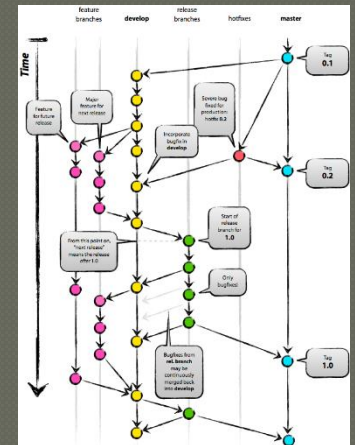 feature
branches
develop
release
branches
hotfixes
master
Time
Tag
0.1
Major
feature for
next release
Feature
for future
release
Severe bug
fixed for
production:
hotfix 0.2
Incorporate
bugfix in
develop
Tag
0.2
Start of
release
branch for
1.0
From this point on,
"next release"
means the release
after 1.0
Only
bugfixes!
Tag
1.0
Bugfixes from
rel. branch
may be
continuously
merged back
into develop